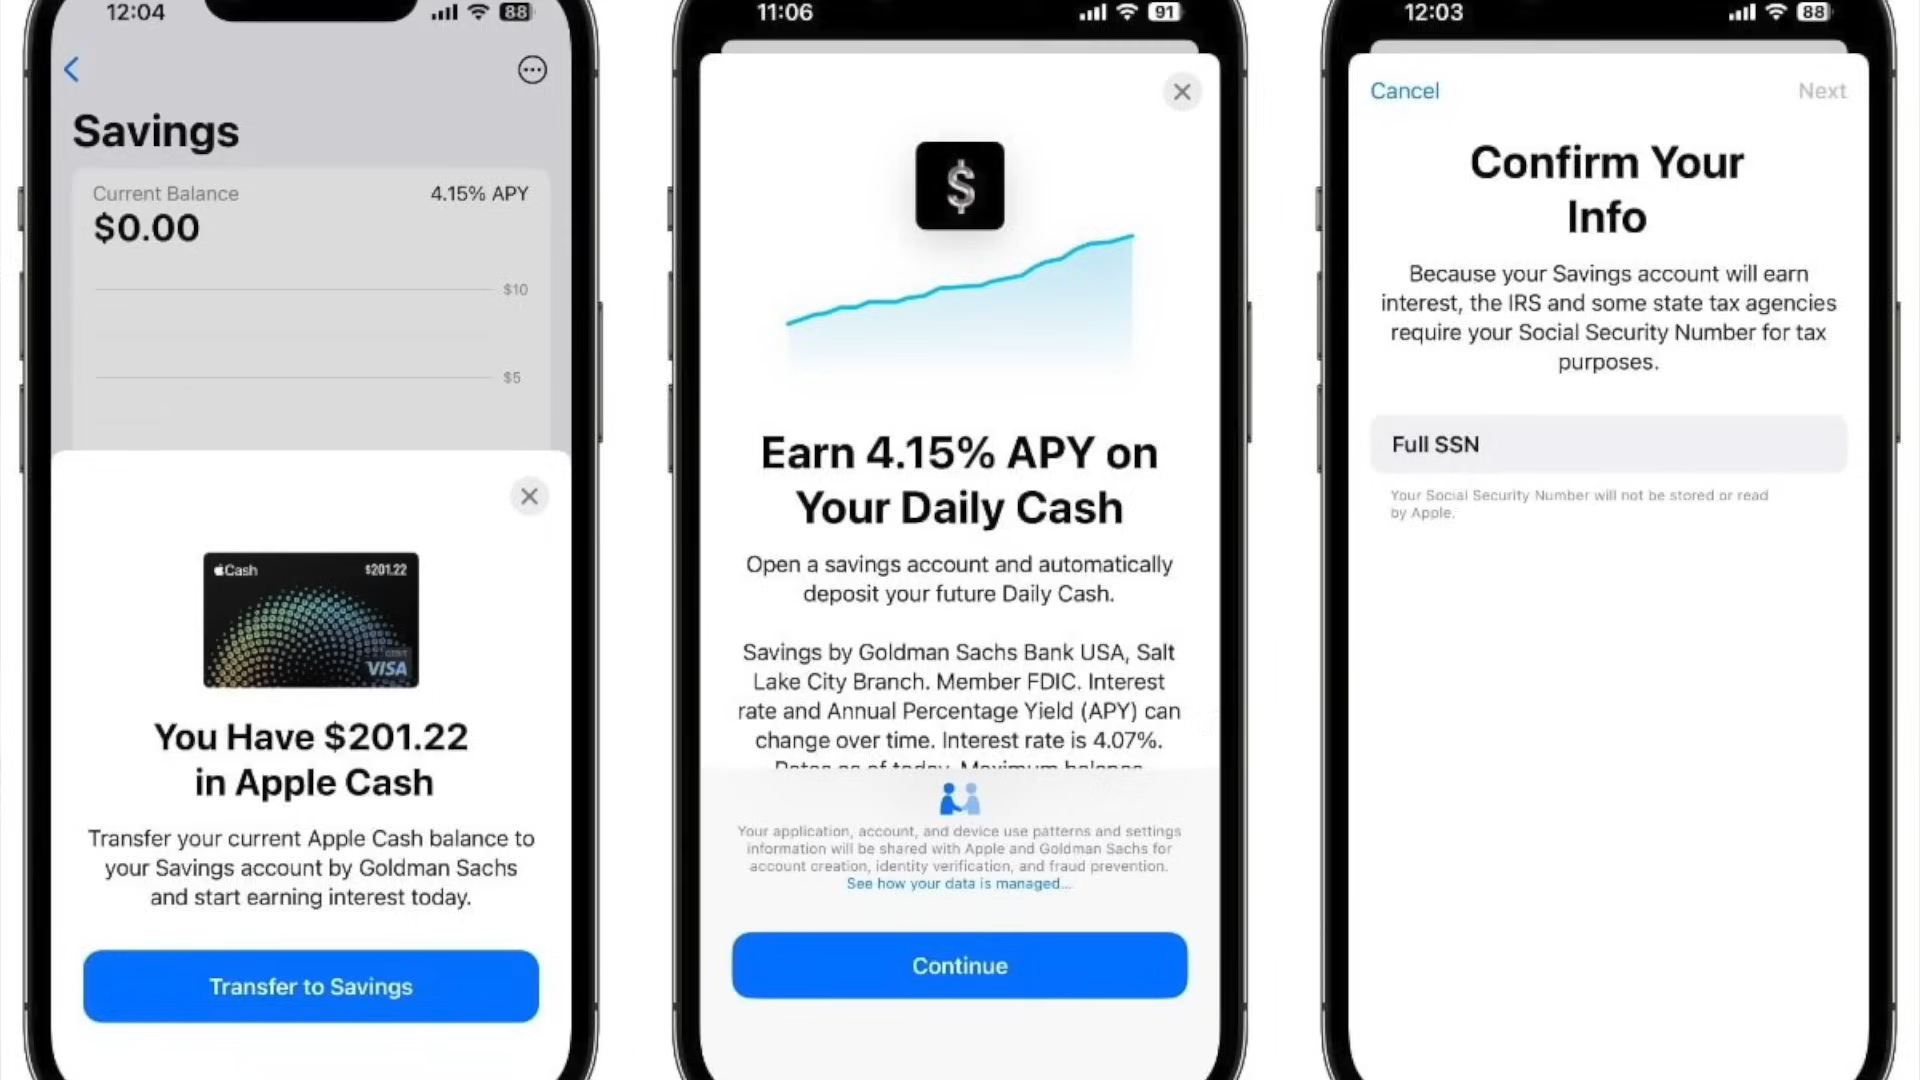 12:04
88
Savings
Current Balance
4.15% APY
$0.00
$10
$5
Cash
$201.22
DEBIT
VISA
You Have $201.22
in Apple Cash
Transfer your current Apple Cash balance to
your Savings account by Goldman Sachs
and start earning interest today.
Transfer to Savings
11:06
91
$
Earn 4.15% APY on
Your Daily Cash
Open a savings account and automatically
deposit your future Daily Cash.
Savings by Goldman Sachs Bank USA, Salt
Lake City Branch. Member FDIC. Interest
rate and Annual Percentage Yield (APY) can
change over time. Interest rate is 4.07%.
Rates as of today. Maximum balance
Your application, account, and device use patterns and settings
information will be shared with Apple and Goldman Sachs for
account creation, identity verification, and fraud prevention.
See how your data is managed...
Continue
12:03
88
Cancel
Next
Confirm Your
Info
Because your Savings account will earn
interest, the IRS and some state tax agencies
require your Social Security Number for tax
purposes.
Full SSN
Your Social Security Number will not be stored or read
by Apple.